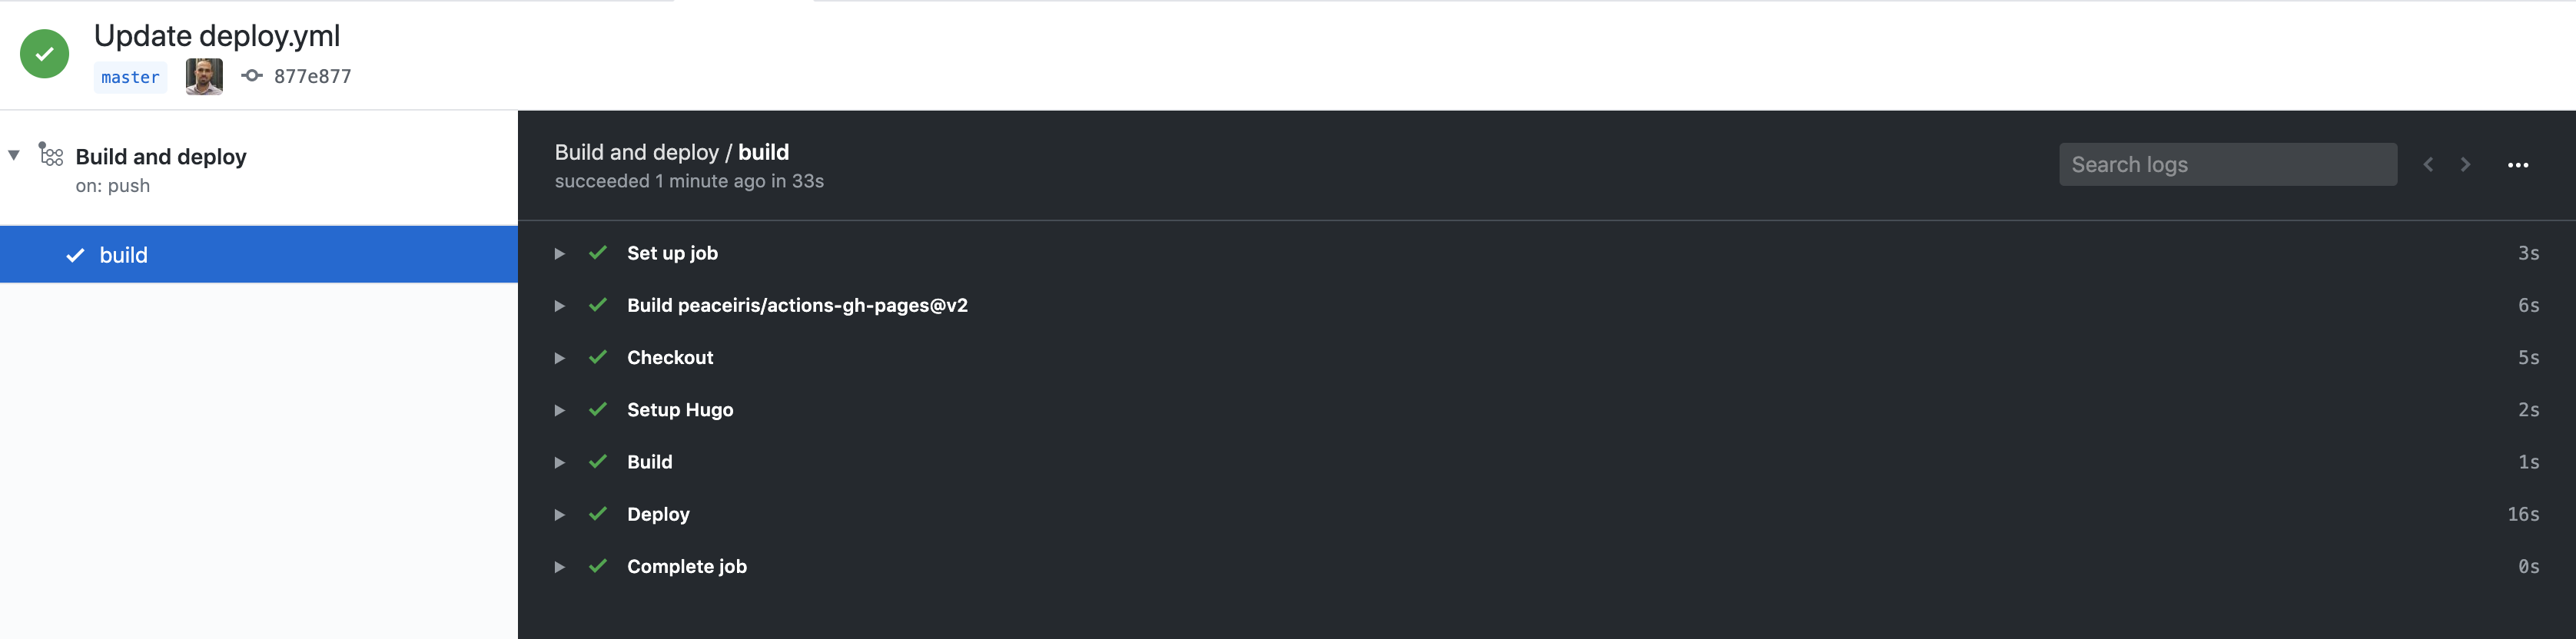 Update deploy.yml
master 877e877
Build and deploy
on: push
build
Build and deploy / build
succeeded 1 minute ago in 33s
Search logs
Set up job 3s
Build peaceiris/actions-gh-pages@v2 6s
Checkout 5s
Setup Hugo 2s
Build 1s
Deploy 16s
Complete job 0s